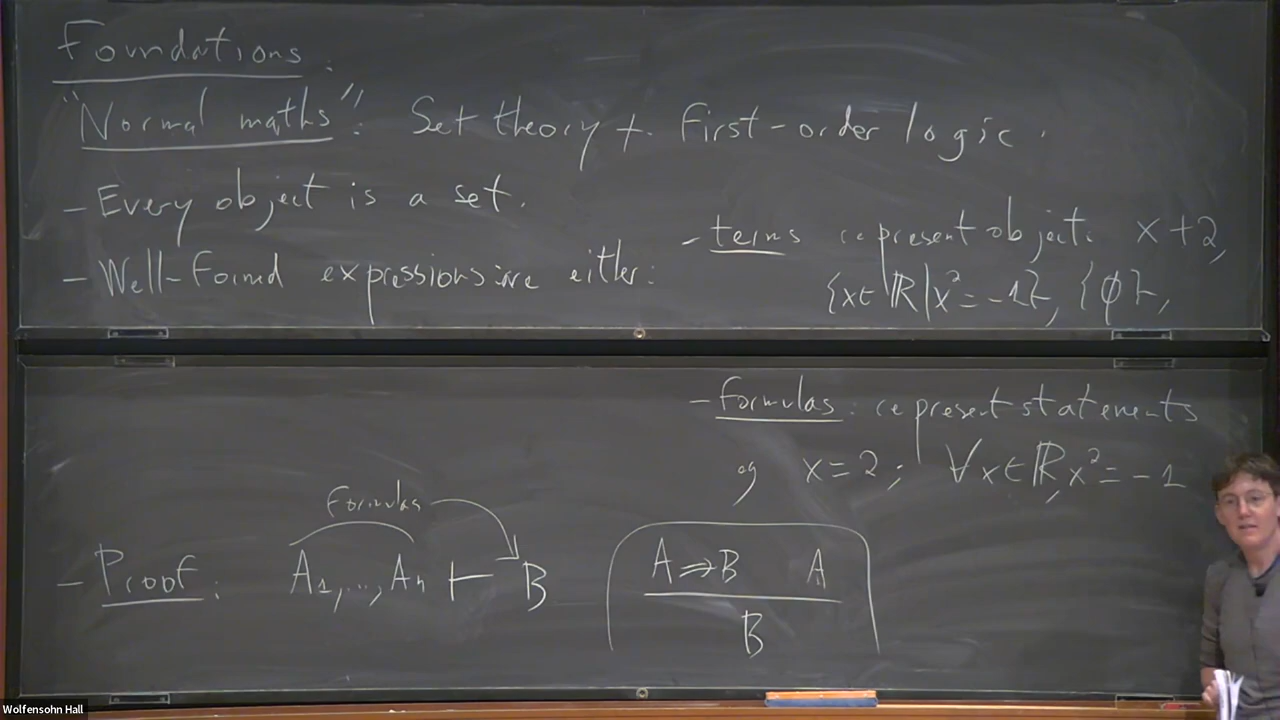 Foundations:
"Normal maths": Set theory + First-order logic.
- Every object is a set.
- Well-formed expressions are either:
- terms represent object: x+2,
{x∈ℝ|x²=-1}, {ϕ},
- formulas: represent statements
eg x=2; ∀x∈ℝ, x²=-1
Formulas
- Proof: A₁,...,Aₙ ⊢ B
A⇒B A
B
Wolfensohn Hall